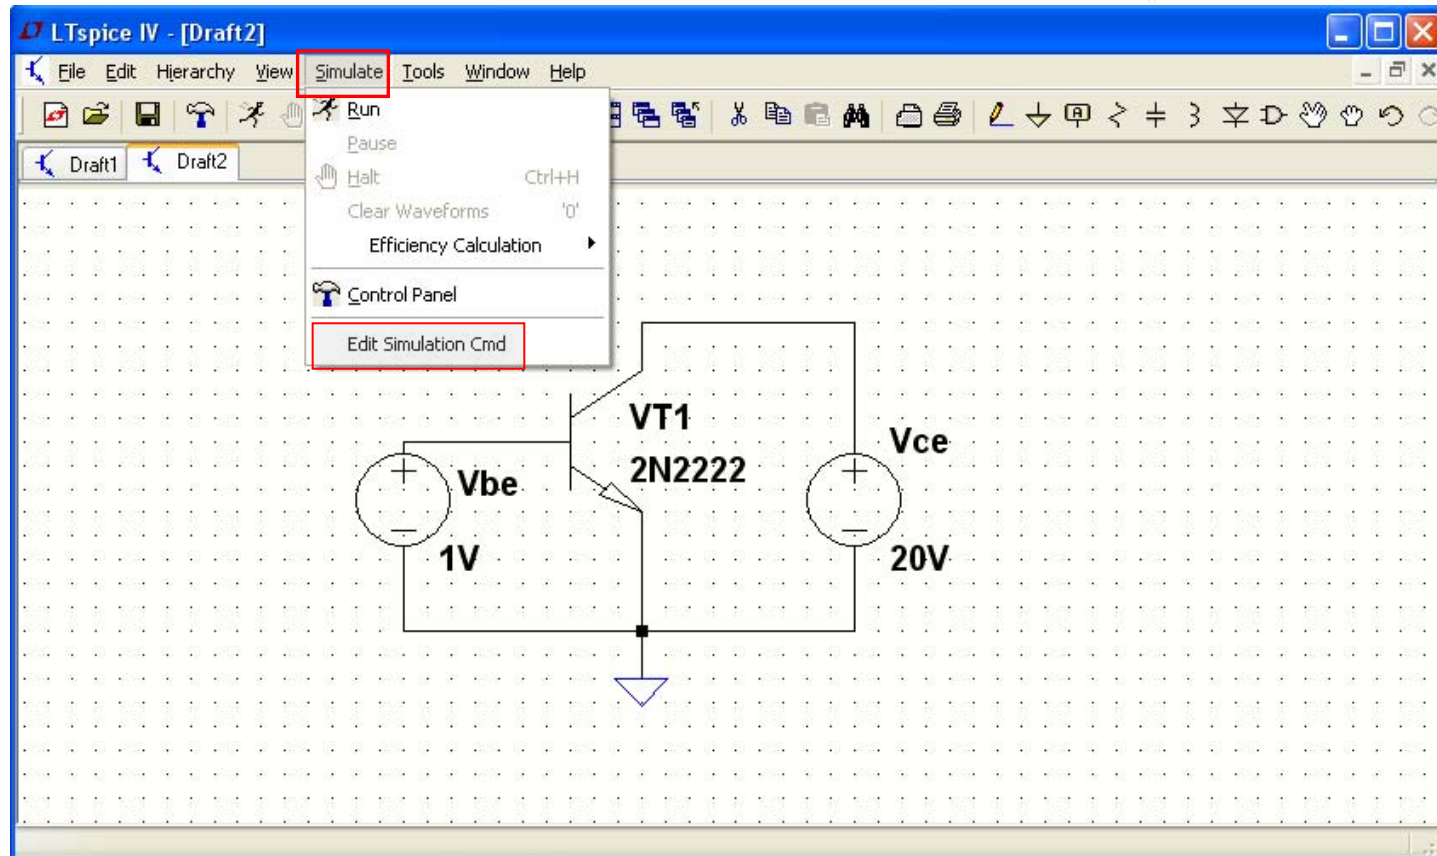 LTspice IV - [Draft2]
File Edit Hierarchy View Simulate Tools Window Help
Run
Pause
Halt Ctrl+H
Clear Waveforms '0'
Efficiency Calculation
Control Panel
Edit Simulation Cmd
Draft1 Draft2
VT1
2N2222
Vbe
1V
Vce
20V